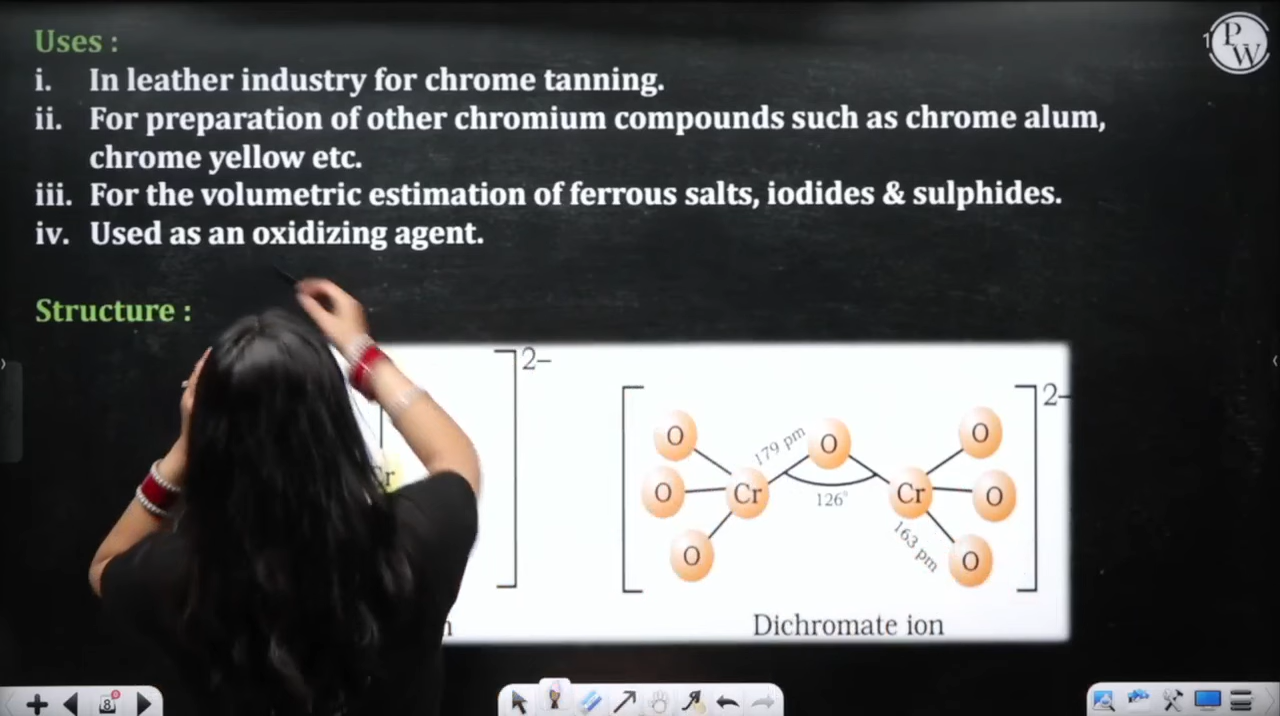 Uses :
i. In leather industry for chrome tanning.
ii. For preparation of other chromium compounds such as chrome alum,
chrome yellow etc.
iii. For the volumetric estimation of ferrous salts, iodides & sulphides.
iv. Used as an oxidizing agent.
Structure :
2–
2–
O O O O
179 pm
O Cr Cr O
126°
163 pm
O O
Dichromate ion
P
W
8